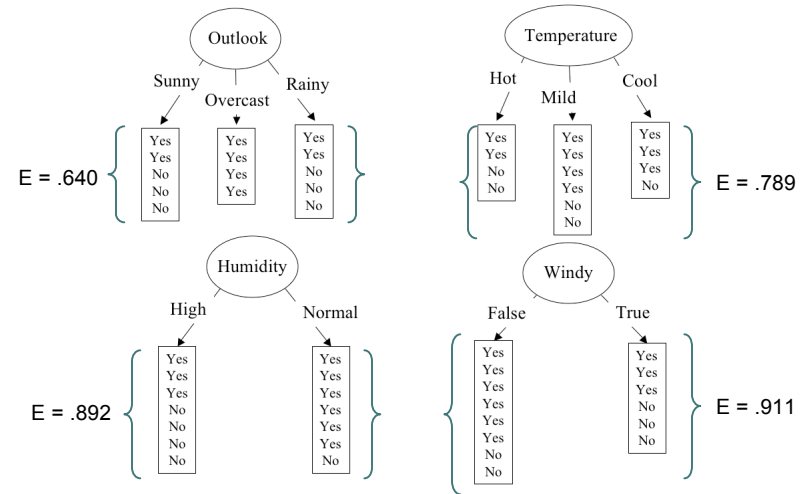 Outlook
Sunny
Overcast
Rainy
Yes
Yes
No
No
No
Yes
Yes
Yes
Yes
Yes
Yes
No
No
No
E = .640
Temperature
Hot
Mild
Cool
Yes
Yes
No
No
Yes
Yes
Yes
Yes
No
No
Yes
Yes
Yes
No
E = .789
Humidity
High
Normal
Yes
Yes
Yes
No
No
No
No
Yes
Yes
Yes
Yes
Yes
Yes
No
E = .892
Windy
False
True
Yes
Yes
Yes
Yes
Yes
Yes
No
No
Yes
Yes
Yes
No
No
No
E = .911